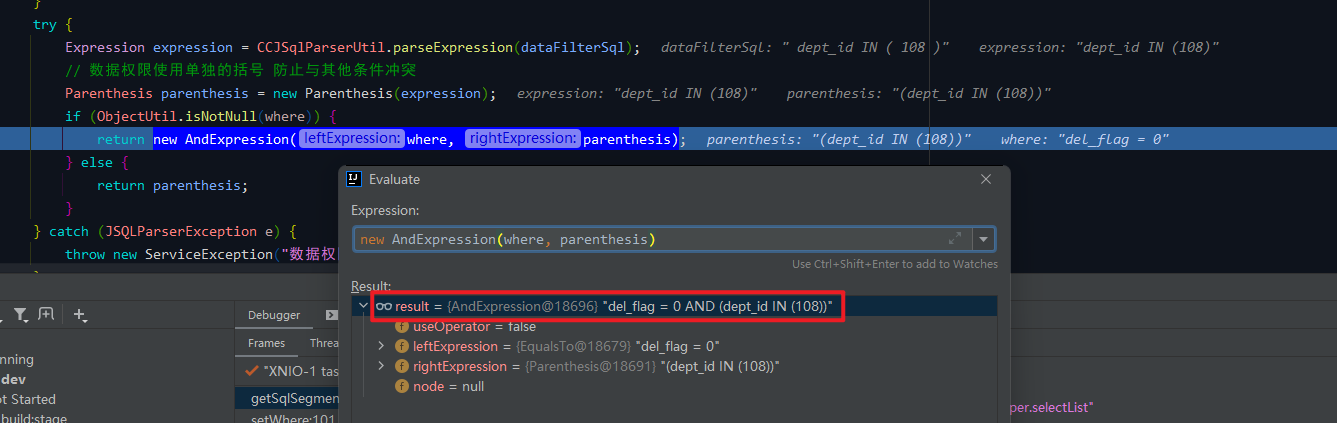 }
try {
Expression expression = CCJSqlParserUtil.parseExpression(dataFilterSql);   dataFilterSql: " dept_id IN ( 108 )"   expression: "dept_id IN (108)"
// 数据权限使用单独的括号 防止与其他条件冲突
Parenthesis parenthesis = new Parenthesis(expression);   expression: "dept_id IN (108)"   parenthesis: "(dept_id IN (108))"
if (ObjectUtil.isNotNull(where)) {
return new AndExpression( leftExpression: where, rightExpression: parenthesis);   parenthesis: "(dept_id IN (108))"   where: "del_flag = 0"
} else {
return parenthesis;
}
} catch (JSQLParserException e) {
throw new ServiceException("数据权
Evaluate
Expression:
new AndExpression(where, parenthesis)
Use Ctrl+Shift+Enter to add to Watches
Result:
result = {AndExpression@18696} "del_flag = 0 AND (dept_id IN (108))"
useOperator = false
leftExpression = {EqualsTo@18679} "del_flag = 0"
rightExpression = {Parenthesis@18691} "(dept_id IN (108))"
node = null
Debugger
Frames
Threa
"XNIO-1 tas
getSqlSegmen
setWhere:101
nning
dev
ot Started
build:stage
per.selectList"